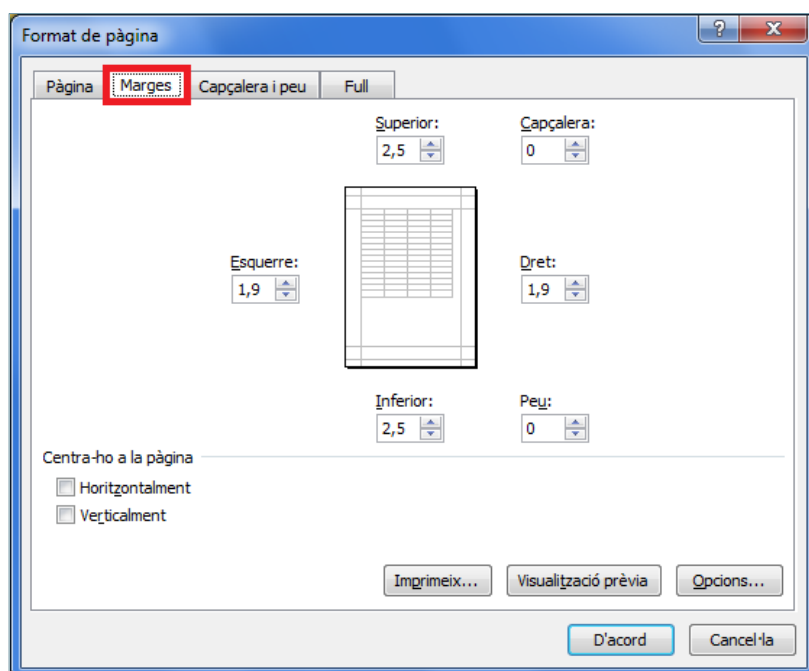 Format de pàgina
Pàgina Marges Capçalera i peu Full
Superior: Capçalera:
2,5 0
Esquerre: Dret:
1,9 1,9
Inferior: Peu:
2,5 0
Centra-ho a la pàgina
Horitzontalment
Verticalment
Imprimeix... Visualització prèvia Opcions...
D'acord Cancel·la